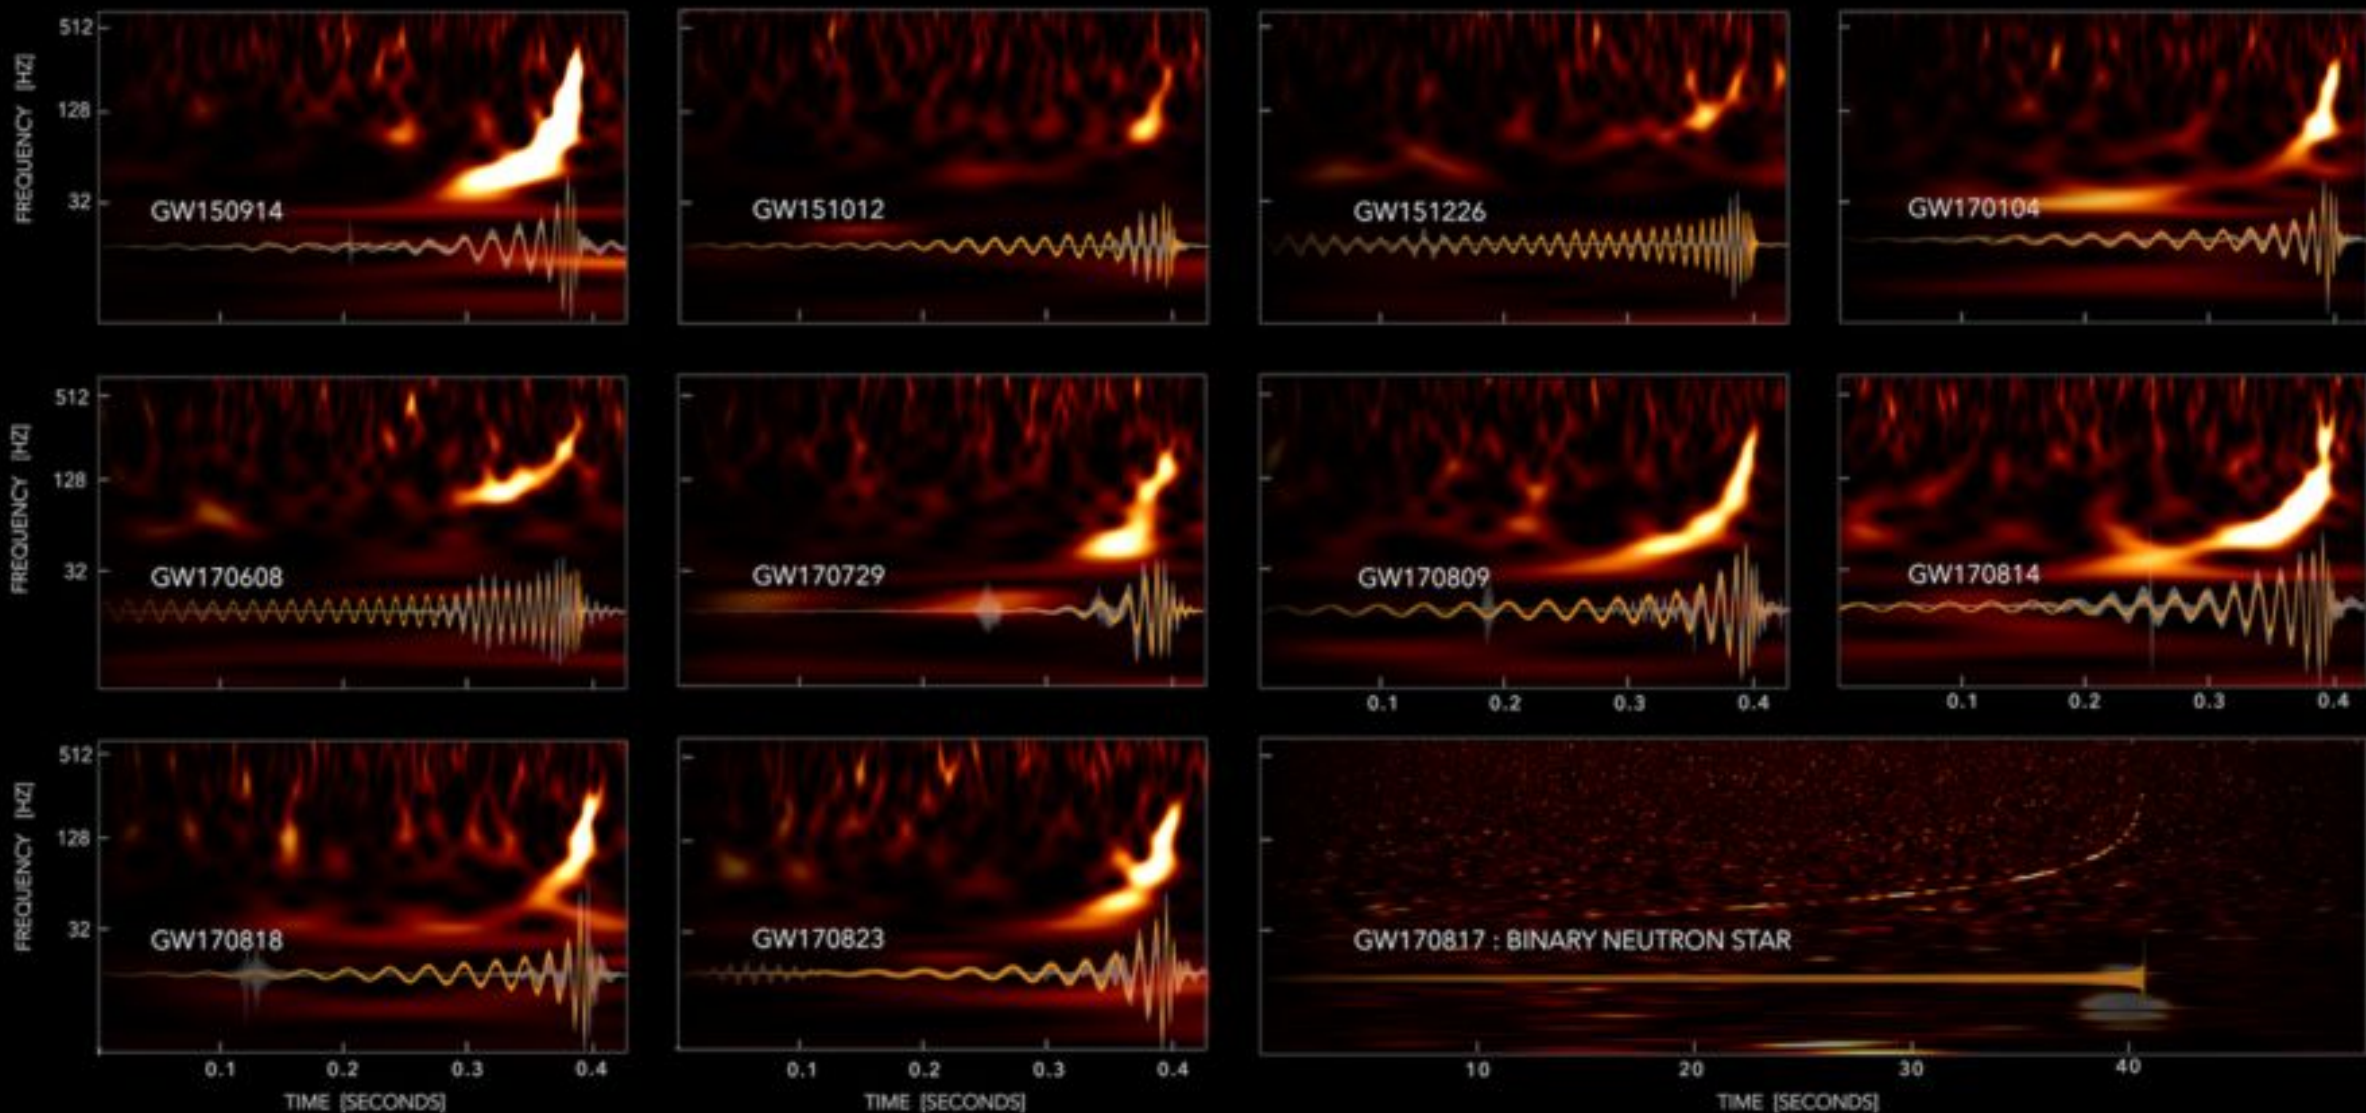 FREQUENCY [HZ]
512
128
32
GW150914
GW151012
GW151226
GW170104
FREQUENCY [HZ]
512
128
32
GW170608
GW170729
GW170809
GW170814
0.1 0.2 0.3 0.4
0.1 0.2 0.3 0.4
FREQUENCY [HZ]
512
128
32
GW170818
GW170823
GW170817 : BINARY NEUTRON STAR
0.1 0.2 0.3 0.4
0.1 0.2 0.3 0.4
10 20 30 40
TIME [SECONDS]
TIME [SECONDS]
TIME [SECONDS]